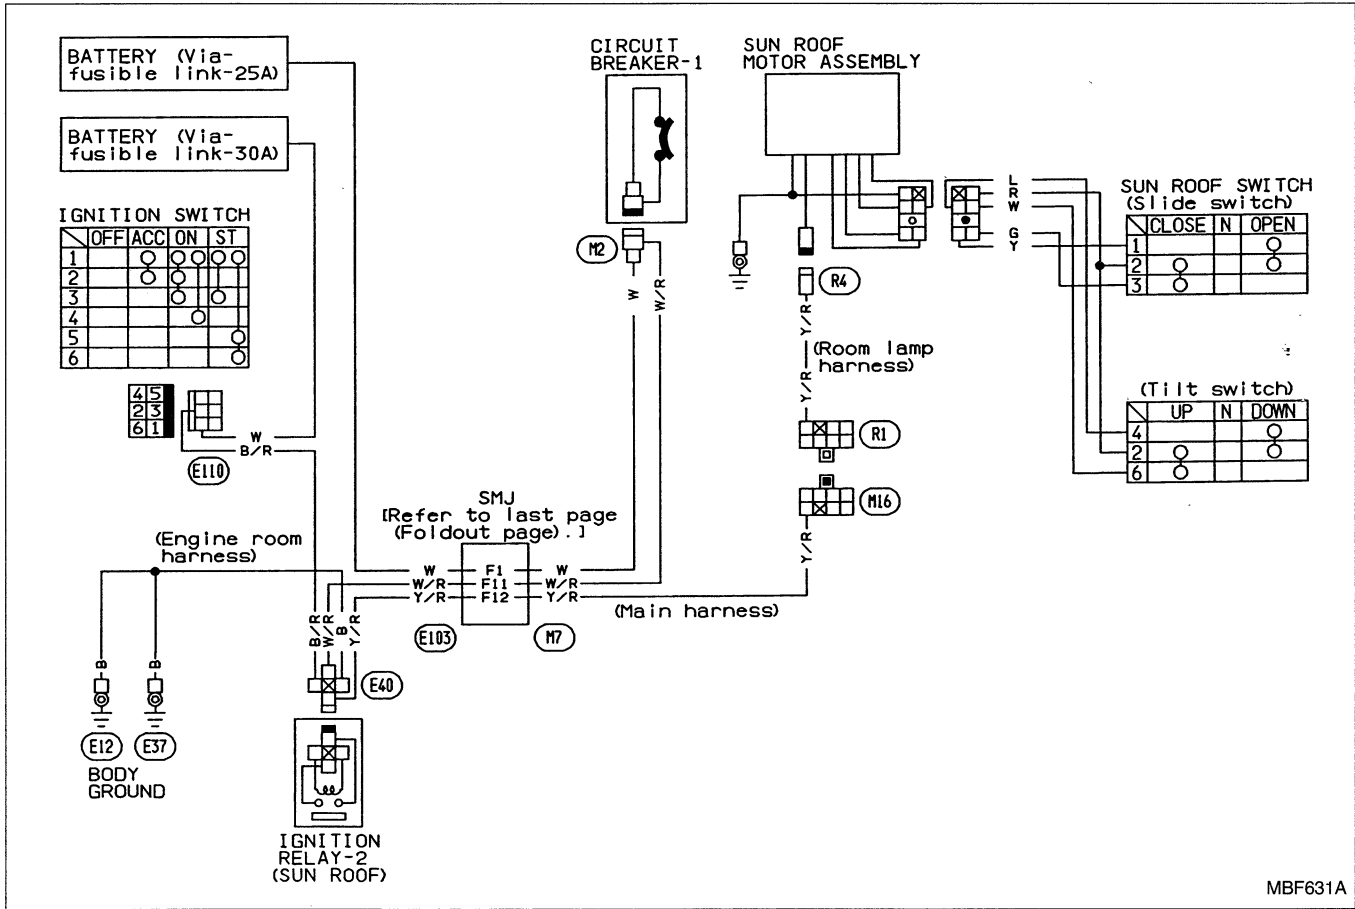 BATTERY (Via-
fusible link-25A)
BATTERY (Via-
fusible link-30A)
IGNITION SWITCH
OFF ACC ON ST
1
2
3
4
5
6
4 5
2 3
6 1
W
B/R
E110
CIRCUIT
BREAKER-1
M2
W
W/R
SUN ROOF
MOTOR ASSEMBLY
R4
Y/R
(Room lamp
harness)
Y/R
R1
M16
Y/R
L
R
W
G
Y
SUN ROOF SWITCH
(Slide switch)
CLOSE N OPEN
1
2
3
(Tilt switch)
UP N DOWN
4
2
6
SMJ
[Refer to last page
(Foldout page).]
W F1 W
W/R F11 W/R
Y/R F12 Y/R
(Main harness)
E103
M7
(Engine room
harness)
B
B
E12
E37
BODY
GROUND
B/R
W/R
B
Y/R
E40
IGNITION
RELAY-2
(SUN ROOF)
MBF631A